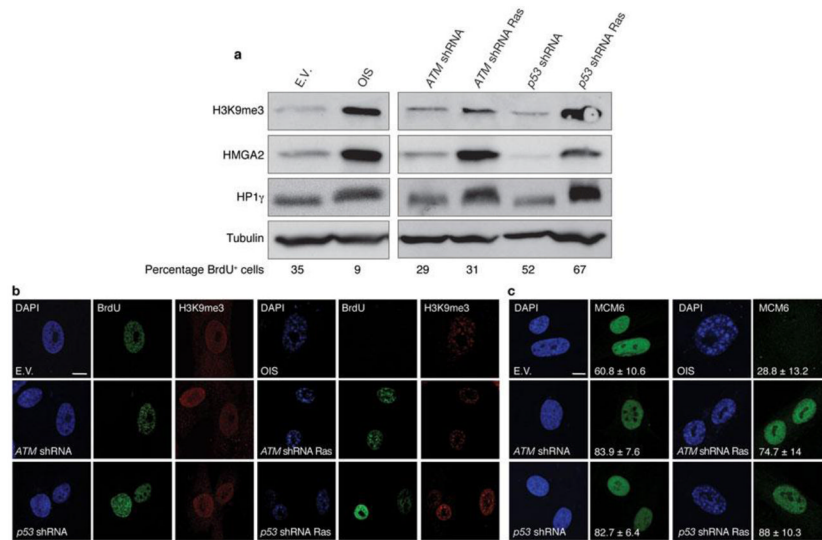 a
E.V.
OIS
ATM shRNA
ATM shRNA Ras
p53 shRNA
p53 shRNA Ras
H3K9me3
HMGA2
HP1γ
Tubulin
Percentage BrdU⁺ cells 35 9 29 31 52 67
b
DAPI BrdU H3K9me3 DAPI BrdU H3K9me3
E.V. OIS
ATM shRNA ATM shRNA Ras
p53 shRNA p53 shRNA Ras
c
DAPI MCM6 DAPI MCM6
E.V. 60.8 ± 10.6 OIS 28.8 ± 13.2
ATM shRNA 83.9 ± 7.6 ATM shRNA Ras 74.7 ± 14
p53 shRNA 82.7 ± 6.4 p53 shRNA Ras 88 ± 10.3